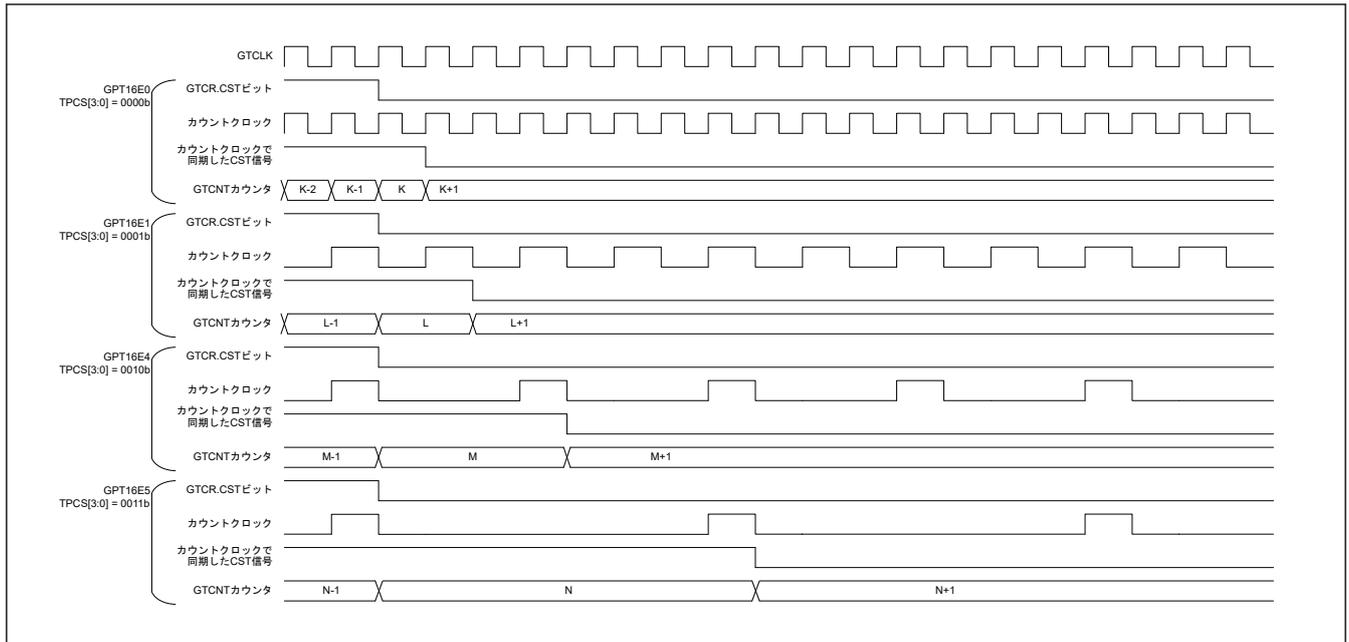 GTCLK
GPT16E0
TPCS[3:0] = 0000b
GTCR.CSTビット
カウントクロック
カウントクロックで
同期したCST信号
GTCNTカウンタ
K-2
K-1
K
K+1
GPT16E1
TPCS[3:0] = 0001b
GTCR.CSTビット
カウントクロック
カウントクロックで
同期したCST信号
GTCNTカウンタ
L-1
L
L+1
GPT16E4
TPCS[3:0] = 0010b
GTCR.CSTビット
カウントクロック
カウントクロックで
同期したCST信号
GTCNTカウンタ
M-1
M
M+1
GPT16E5
TPCS[3:0] = 0011b
GTCR.CSTビット
カウントクロック
カウントクロックで
同期したCST信号
GTCNTカウンタ
N-1
N
N+1